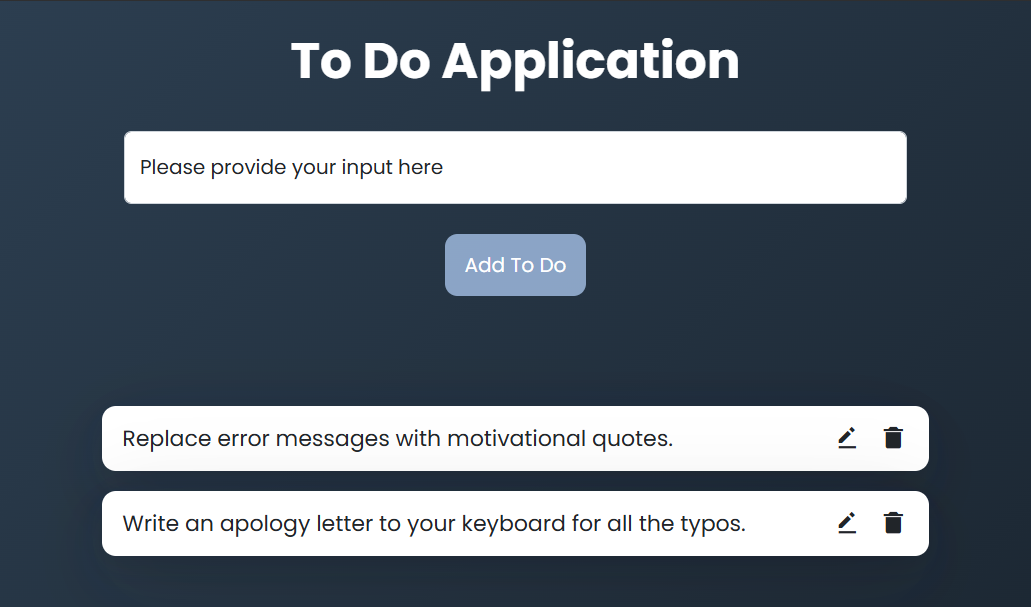 To Do Application
Please provide your input here
Add To Do
Replace error messages with motivational quotes.
Write an apology letter to your keyboard for all the typos.